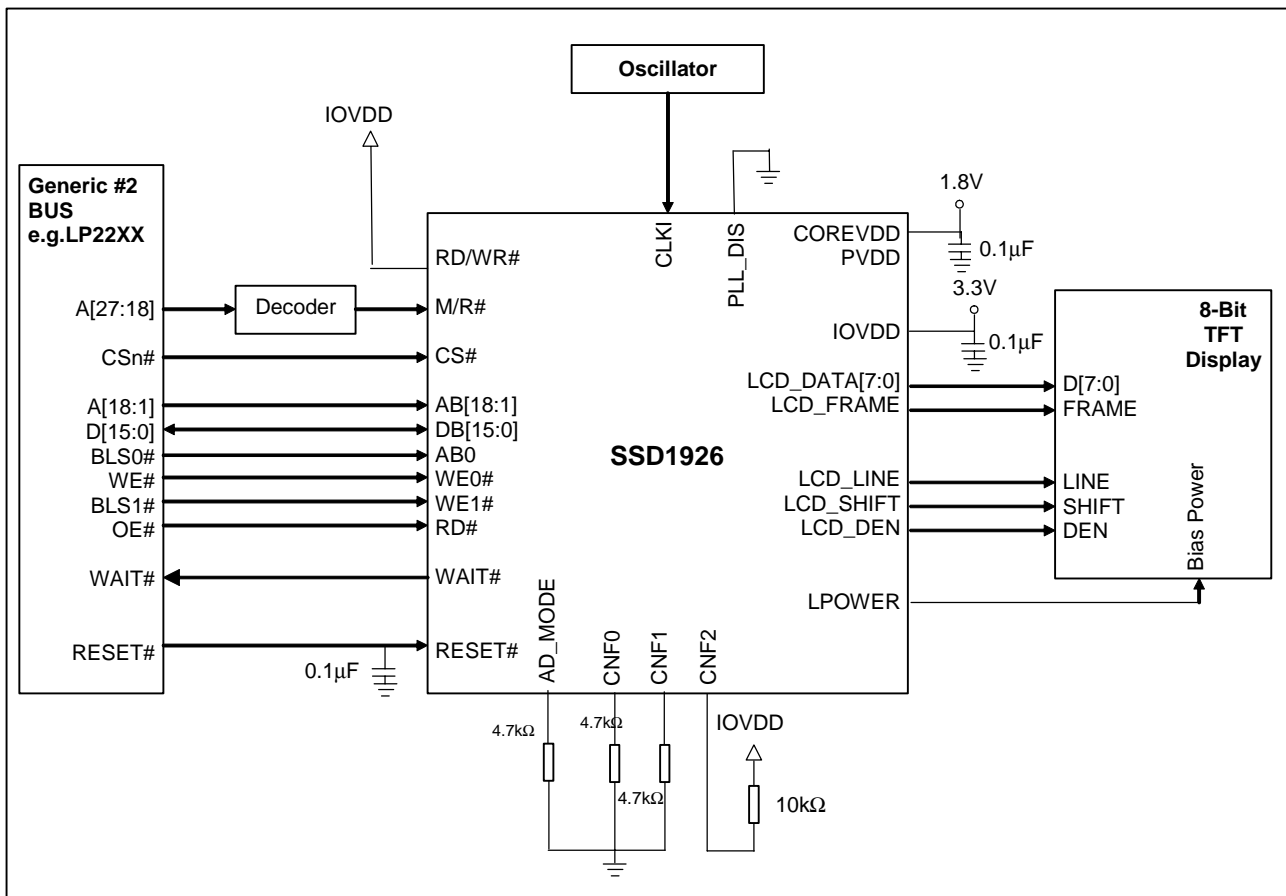 Oscillator
IOVDD
Generic #2
BUS
e.g.LP22XX
A[27:18]
CSn#
A[18:1]
D[15:0]
BLS0#
WE#
BLS1#
OE#
WAIT#
RESET#
Decoder
0.1µF
RD/WR#
M/R#
CS#
AB[18:1]
DB[15:0]
AB0
WE0#
WE1#
RD#
WAIT#
RESET#
CLKI
PLL_DIS
SSD1926
AD_MODE
CNF0
CNF1
CNF2
COREVDD
PVDD
IOVDD
LCD_DATA[7:0]
LCD_FRAME
LCD_LINE
LCD_SHIFT
LCD_DEN
LPOWER
1.8V
0.1µF
3.3V
0.1µF
8-Bit
TFT
Display
D[7:0]
FRAME
LINE
SHIFT
DEN
Bias Power
4.7kΩ
4.7kΩ
4.7kΩ
IOVDD
10kΩ